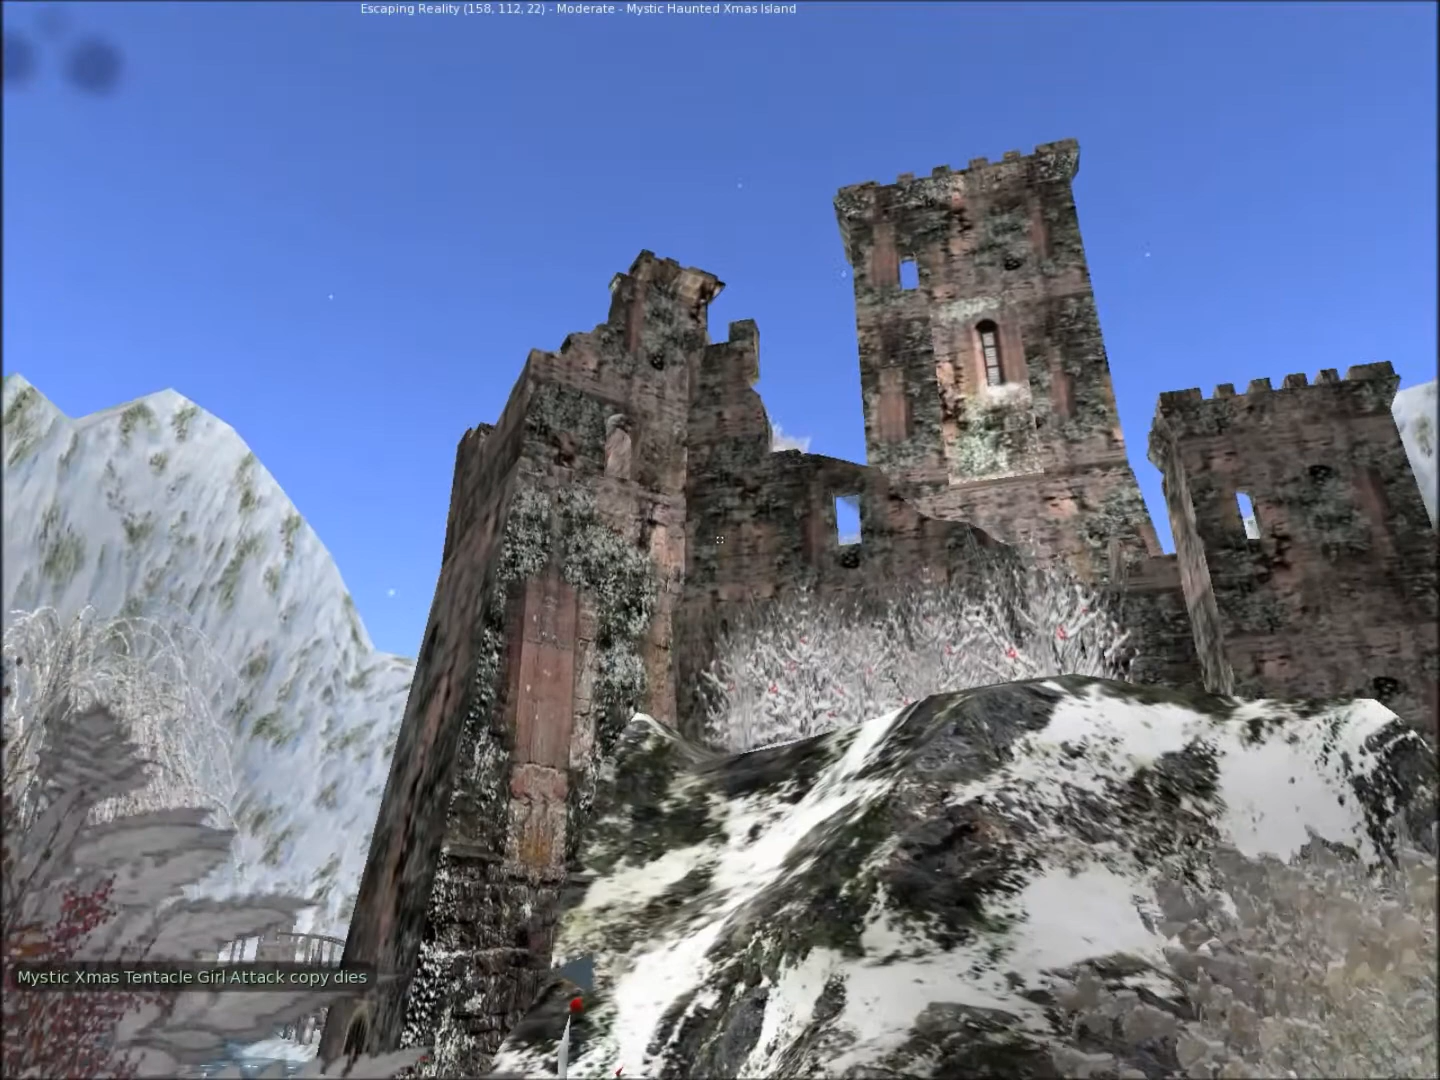 Escaping Reality (158, 112, 22) - Moderate - Mystic Haunted Xmas Island
Mystic Xmas Tentacle Girl Attack copy dies